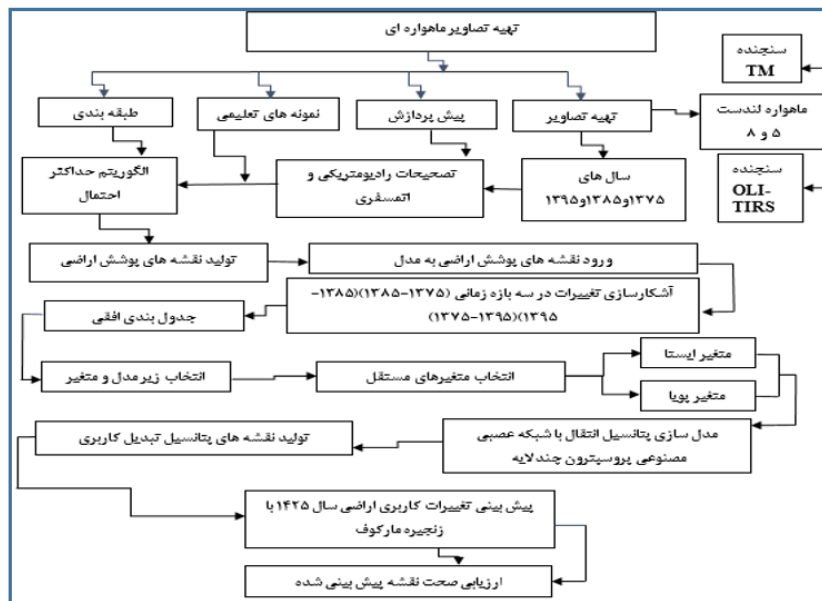 تهیه تصاویر ماهواره ای
سنجنده
TM
طبقه بندی
نمونه های تعلیمی
پیش پردازش
تهیه تصاویر
ماهواره لندست
۵ و ۸
الگوریتم حداکثر
احتمال
تصحیحات رادیومتریکی و
اتمسفری
سال های
۱۳۷۵و۱۳۸۵و۱۳۹۵
سنجنده
OLI-
TIRS
تولید نقشه های پوشش اراضی
ورود نقشه های پوشش اراضی به مدل
آشکارسازی تغییرات در سه بازه زمانی (۱۳۷۵-۱۳۸۵)(۱۳۸۵-
۱۳۹۵)(۱۳۹۵-۱۳۷۵)
جدول بندی افقی
انتخاب زیر مدل و متغیر
انتخاب متغیرهای مستقل
متغیر ایستا
متغیر پویا
مدل سازی پتانسیل انتقال با شبکه عصبی
مصنوعی پروسپترون چندلایه
تولید نقشه های پتانسیل تبدیل کاربری
پیش بینی تغییرات کاربری اراضی سال ۱۴۲۵ با
زنجیره مارکوف
ارزیابی صحت نقشه پیش بینی شده